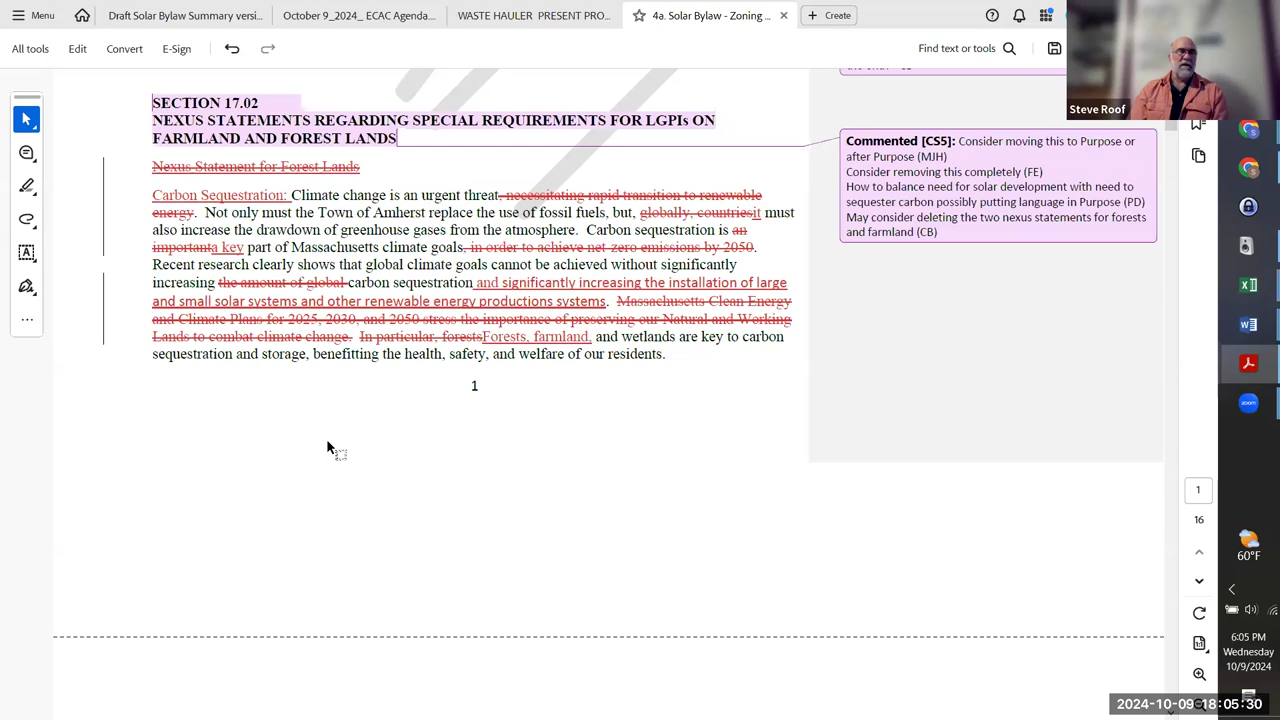 Menu
Draft Solar Bylaw Summary versi...
October 9_2024_ ECAC Agenda...
WASTE HAULER PRESENT PRO...
4a. Solar Bylaw - Zoning ...
Create
All tools
Edit
Convert
E-Sign
Find text or tools
Steve Roof
SECTION 17.02
NEXUS STATEMENTS REGARDING SPECIAL REQUIREMENTS FOR LGPIs ON
FARMLAND AND FOREST LANDS
Nexus Statement for Forest Lands
Carbon Sequestration: Climate change is an urgent threat, necessitating rapid transition to renewable
energy. Not only must the Town of Amherst replace the use of fossil fuels, but, globally, countriesit must
also increase the drawdown of greenhouse gases from the atmosphere. Carbon sequestration is an
importanta key part of Massachusetts climate goals, in order to achieve net-zero emissions by 2050.
Recent research clearly shows that global climate goals cannot be achieved without significantly
increasing the amount of global carbon sequestration and significantly increasing the installation of large
and small solar systems and other renewable energy productions systems. Massachusetts Clean Energy
and Climate Plans for 2025, 2030, and 2050 stress the importance of preserving our Natural and Working
Lands to combat climate change. In particular, forestsForests, farmland, and wetlands are key to carbon
sequestration and storage, benefitting the health, safety, and welfare of our residents.
1
Commented [CS5]: Consider moving this to Purpose or
after Purpose (MJH)
Consider removing this completely (FE)
How to balance need for solar development with need to
sequester carbon possibly putting language in Purpose (PD)
May consider deleting the two nexus statements for forests
and farmland (CB)
1
16
zoom
60°F
6:05 PM
Wednesday
10/9/2024
2024-10-09 18:05:30